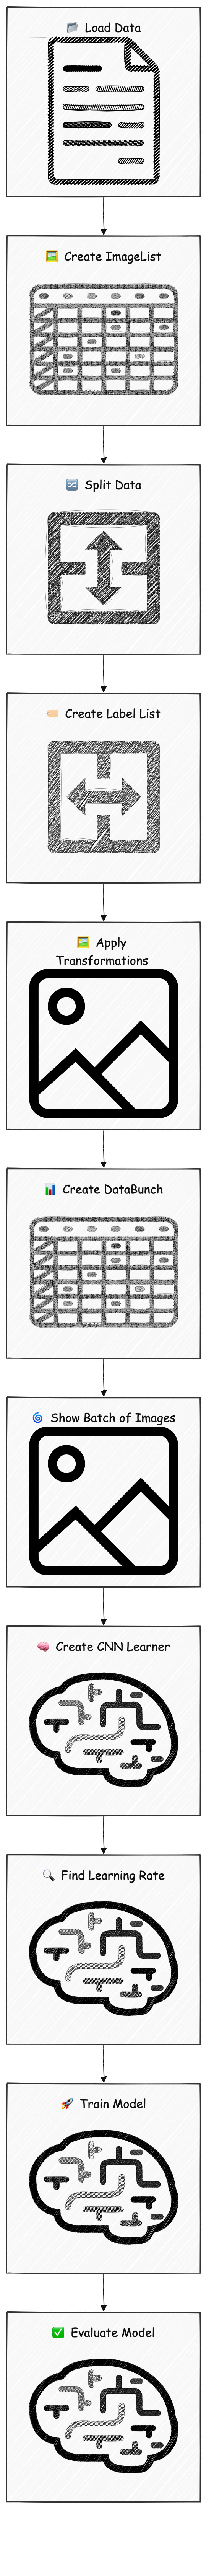 📂 Load Data
🖼️ Create ImageList
🔀 Split Data
🏷️ Create Label List
🖼️ Apply
Transformations
📊 Create DataBunch
🌀 Show Batch of Images
🧠 Create CNN Learner
🔍 Find Learning Rate
🚀 Train Model
✅ Evaluate Model